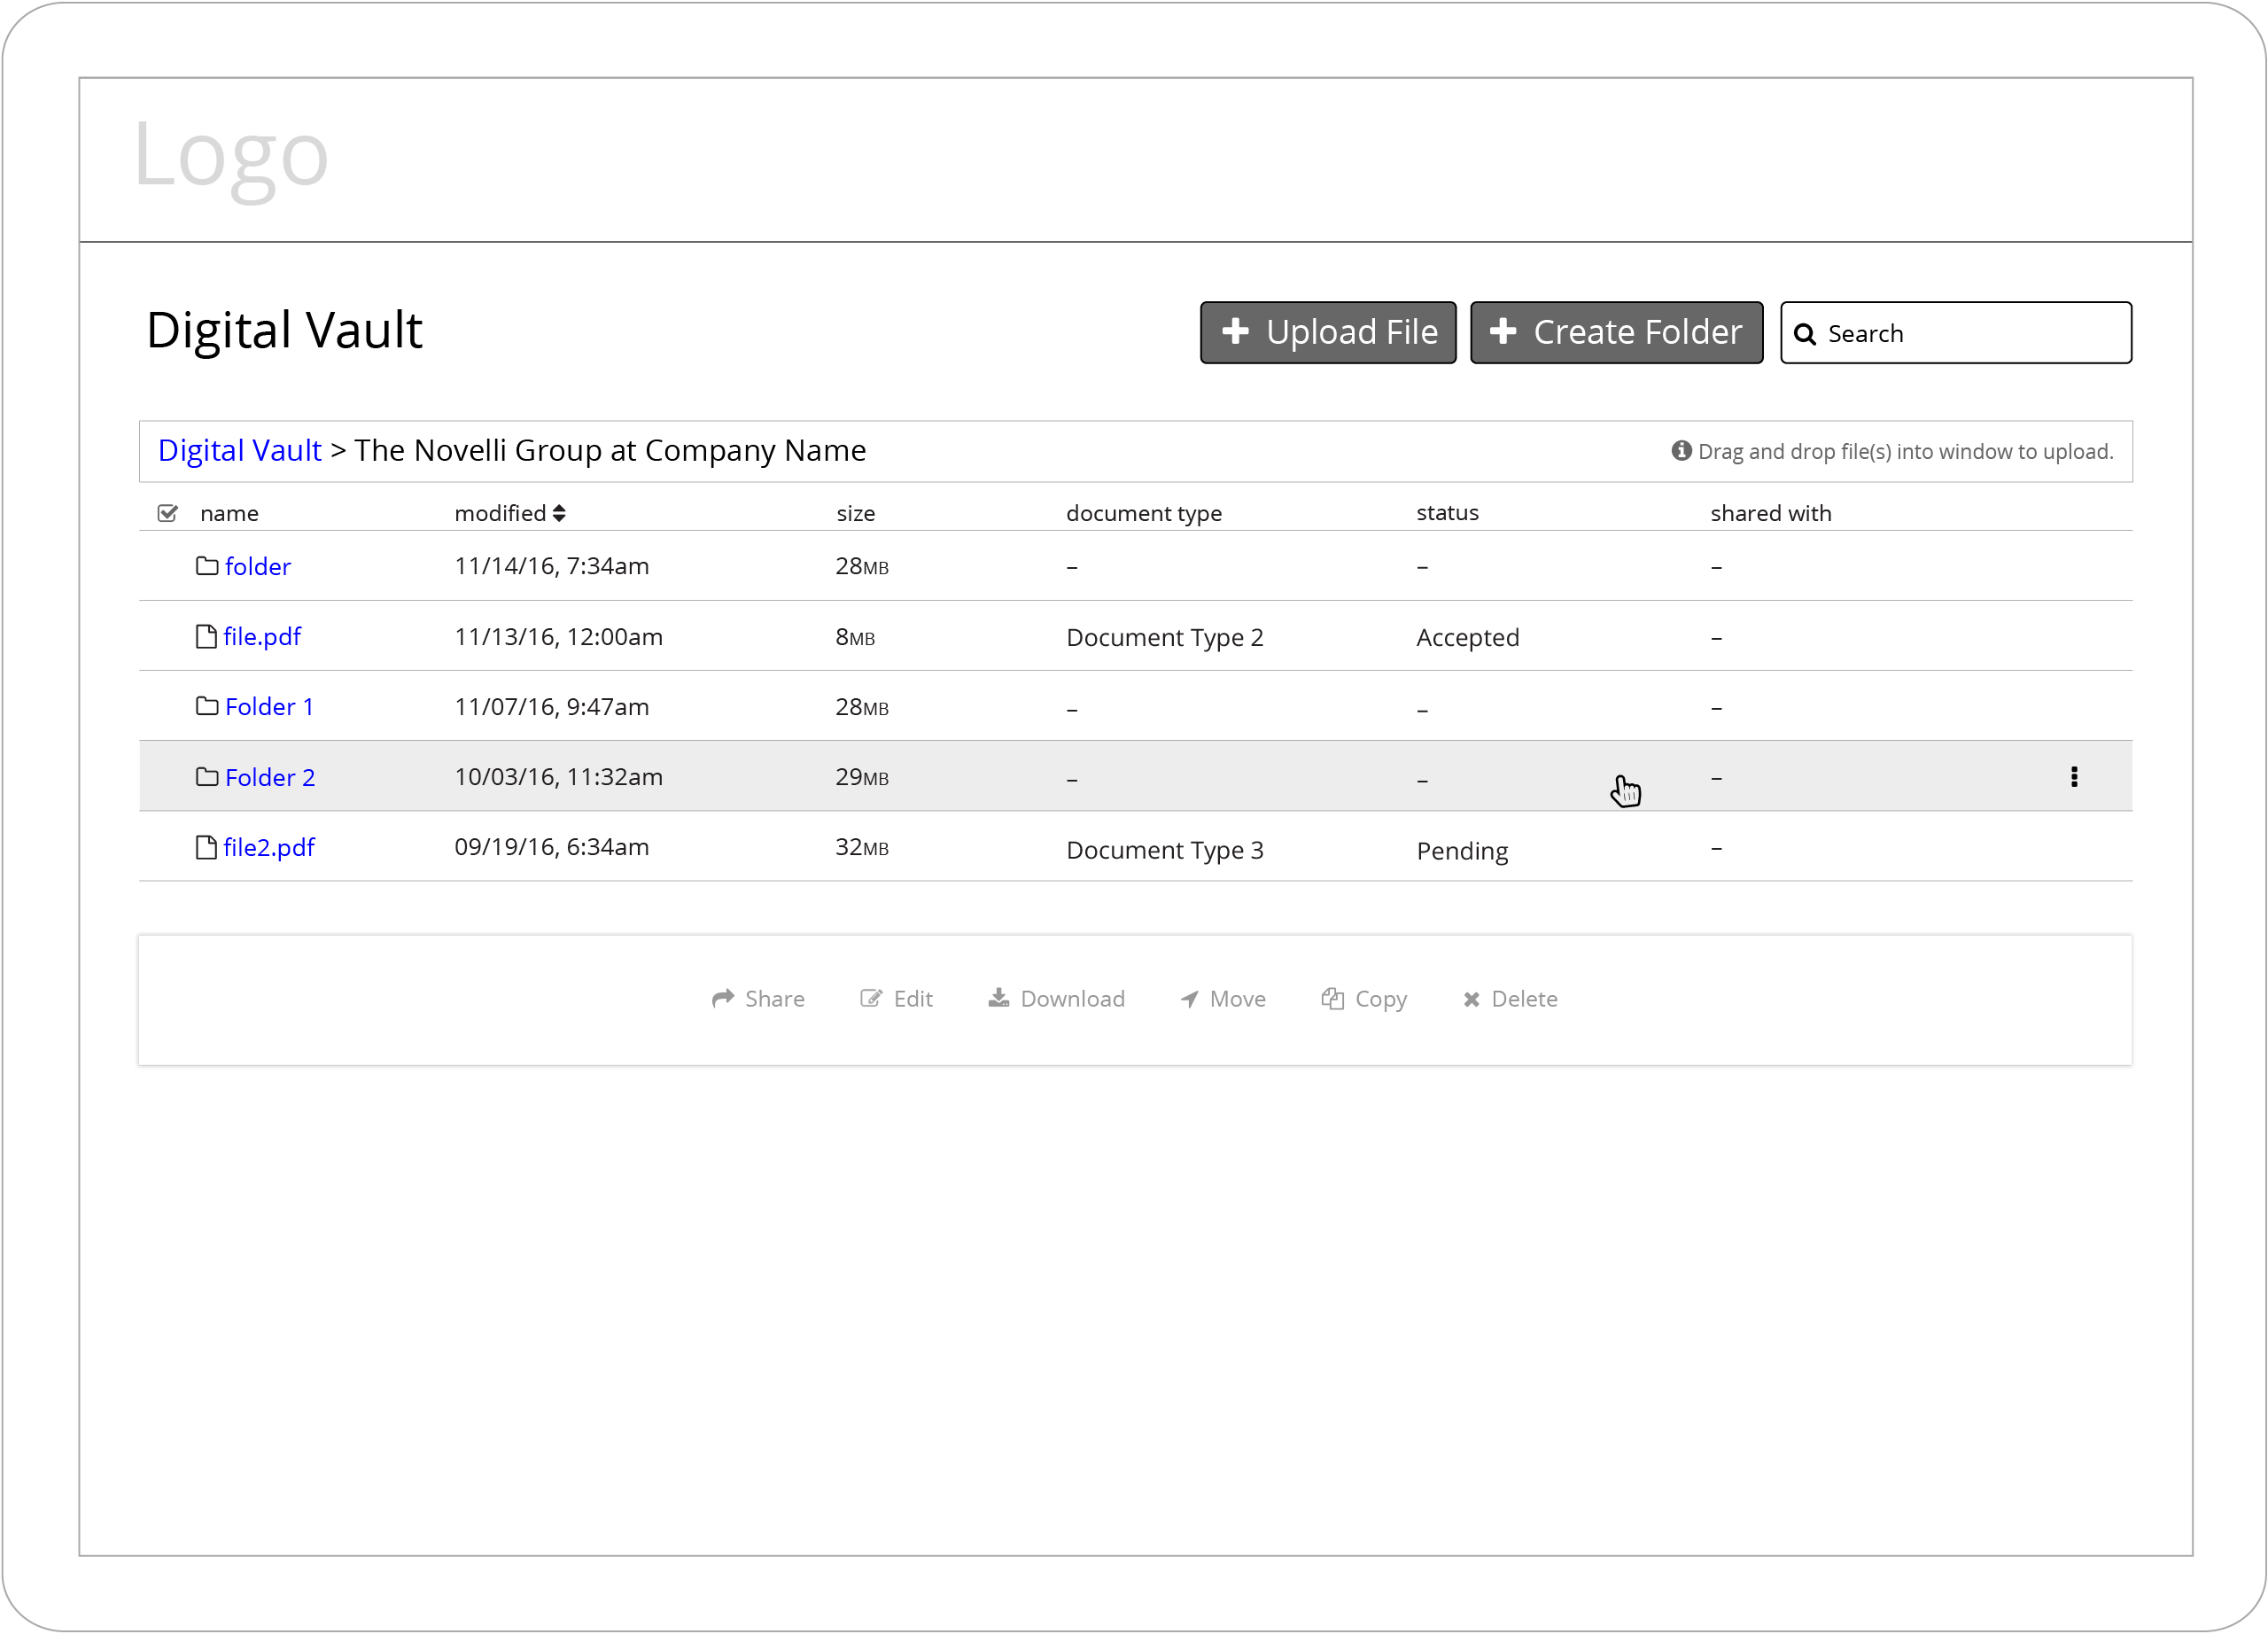 Logo
Digital Vault
Upload File
Create Folder
Search
Digital Vault > The Novelli Group at Company Name
Drag and drop file(s) into window to upload.
name modified size document type status shared with
folder 11/14/16, 7:34am 28MB – – –
file.pdf 11/13/16, 12:00am 8MB Document Type 2 Accepted –
Folder 1 11/07/16, 9:47am 28MB – – –
Folder 2 10/03/16, 11:32am 29MB – – –
file2.pdf 09/19/16, 6:34am 32MB Document Type 3 Pending –
Share Edit Download Move Copy Delete